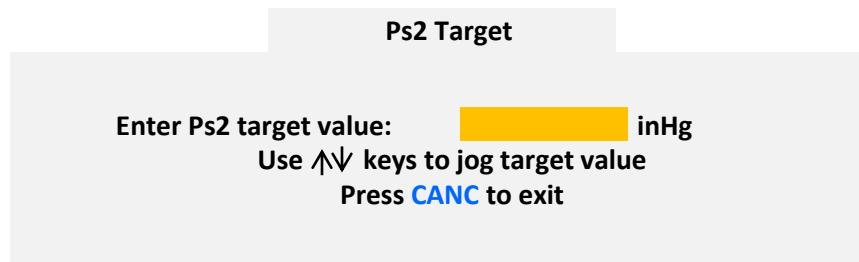 Ps2 Target
Enter Ps2 target value: inHg
Use ↑↓ keys to jog target value
Press CANC to exit